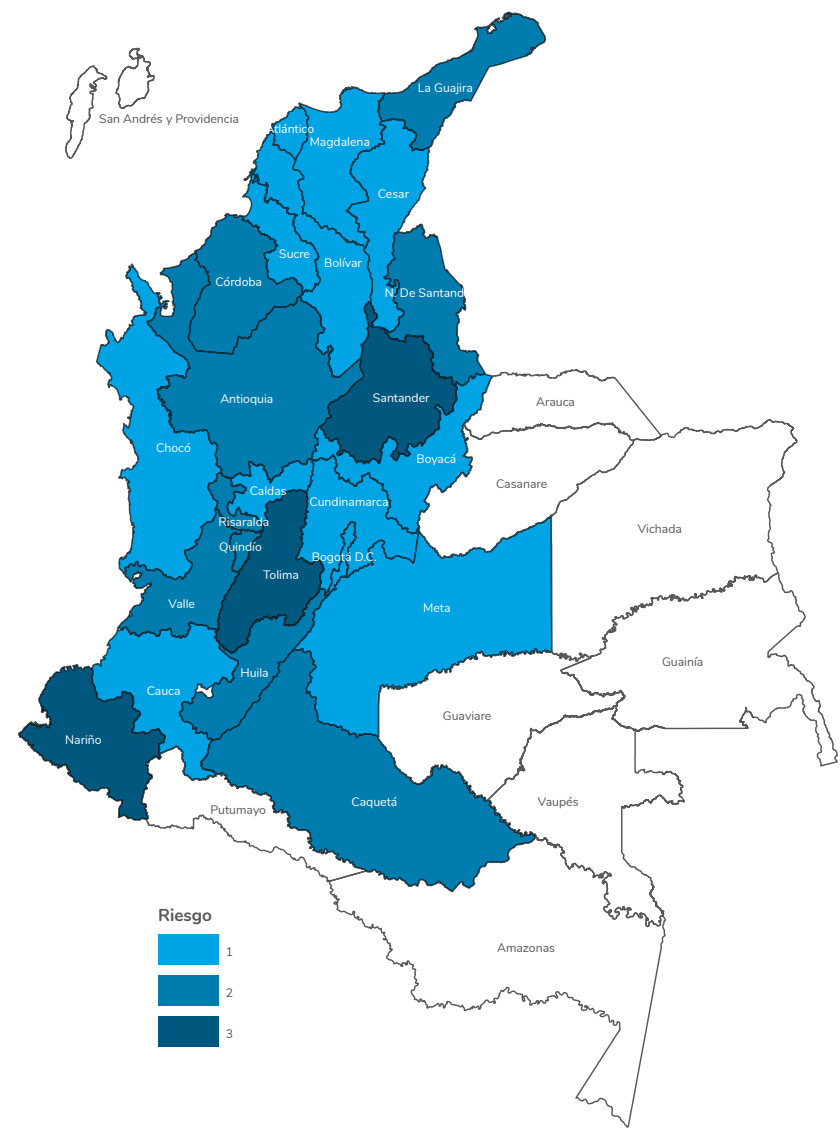 La Guajira
San Andrés y Providencia
Atlántico
Magdalena
Cesar
Sucre
Bolívar
Córdoba
N. De Santand
Santander
Antioquia
Arauca
Chocó
Boyacá
Casanare
Caldas
Cundinamarca
Risaralda
Vichada
Quindío
Bogotá D.C.
Tolima
Valle
Meta
Guainía
Huila
Cauca
Guaviare
Nariño
Caquetá
Vaupés
Putumayo
Riesgo
1
2
3
Amazonas